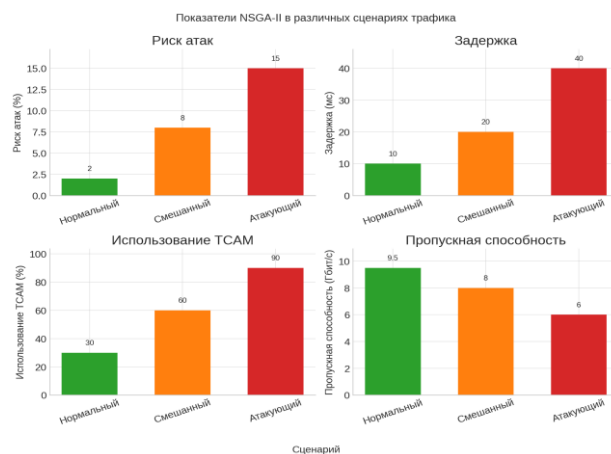 Показатели NSGA-II в различных сценариях трафика
Риск атак
Риск атак (%)
15.0
12.5
10.0
7.5
5.0
2.5
0.0
2
8
15
Нормальный
Смешанный
Атакующий
Задержка
Задержка (мс)
40
30
20
10
0
10
20
40
Нормальный
Смешанный
Атакующий
Использование TCAM
Использование TCAM (%)
100
80
60
40
20
0
30
60
90
Нормальный
Смешанный
Атакующий
Пропускная способность
Пропускная способность (Гбит/с)
10
8
6
4
2
0
9.5
8
6
Нормальный
Смешанный
Атакующий
Сценарий